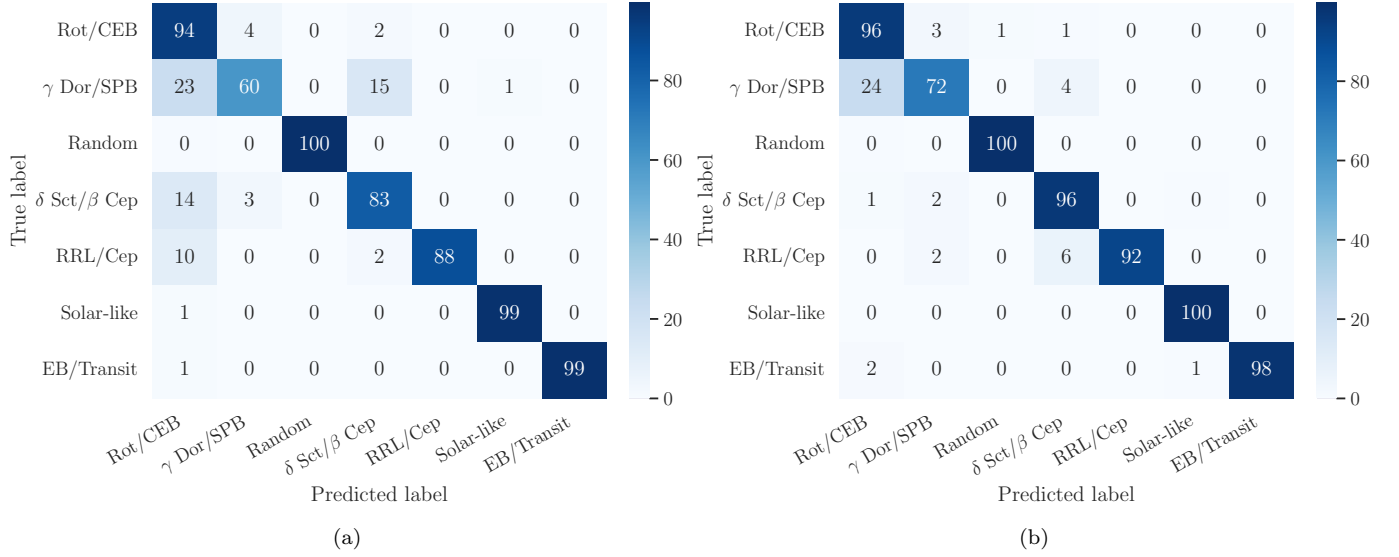 Rot/CEB 94 4 0 2 0 0 0
γ Dor/SPB 23 60 0 15 0 1 0
Random 0 0 100 0 0 0 0
δ Sct/β Cep 14 3 0 83 0 0 0
RRL/Cep 10 0 0 2 88 0 0
Solar-like 1 0 0 0 0 99 0
EB/Transit 1 0 0 0 0 0 99
True label
Rot/CEB
γ Dor/SPB
Random
δ Sct/β Cep
RRL/Cep
Solar-like
EB/Transit
Predicted label
80
60
40
20
0
(a)
Rot/CEB 96 3 1 1 0 0 0
γ Dor/SPB 24 72 0 4 0 0 0
Random 0 0 100 0 0 0 0
δ Sct/β Cep 1 2 0 96 0 0 0
RRL/Cep 0 2 0 6 92 0 0
Solar-like 0 0 0 0 0 100 0
EB/Transit 2 0 0 0 0 1 98
True label
Rot/CEB
γ Dor/SPB
Random
δ Sct/β Cep
RRL/Cep
Solar-like
EB/Transit
Predicted label
80
60
40
20
0
(b)